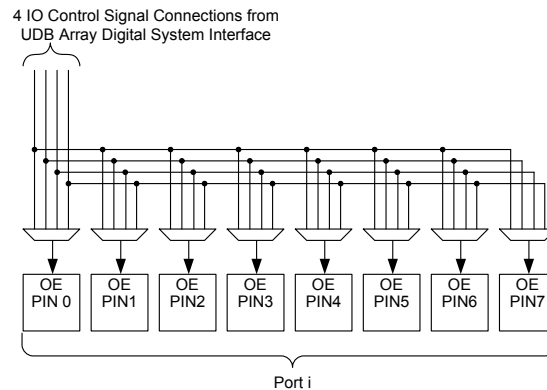 4 IO Control Signal Connections from
UDB Array Digital System Interface
OE
PIN 0
OE
PIN1
OE
PIN2
OE
PIN3
OE
PIN4
OE
PIN5
OE
PIN6
OE
PIN7
Port i